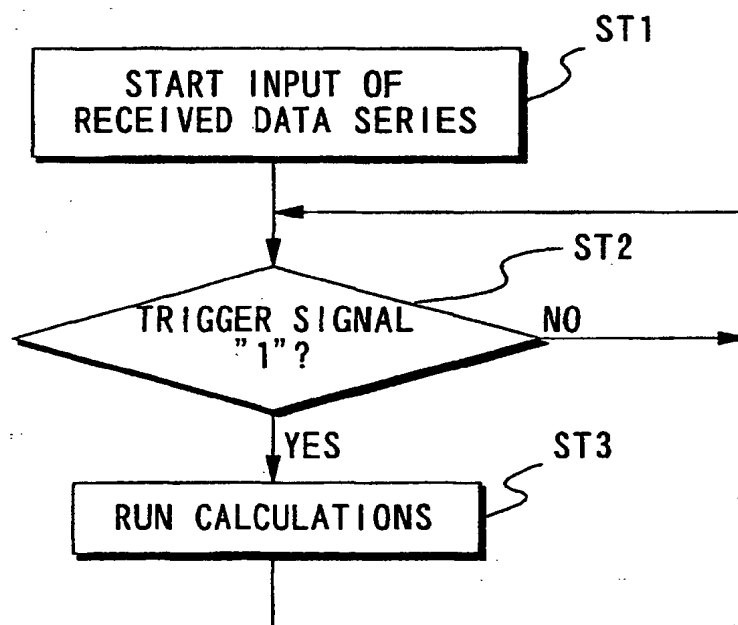 ST1
START INPUT OF
RECEIVED DATA SERIES
ST2
TRIGGER SIGNAL
"1"?
NO
YES
ST3
RUN CALCULATIONS